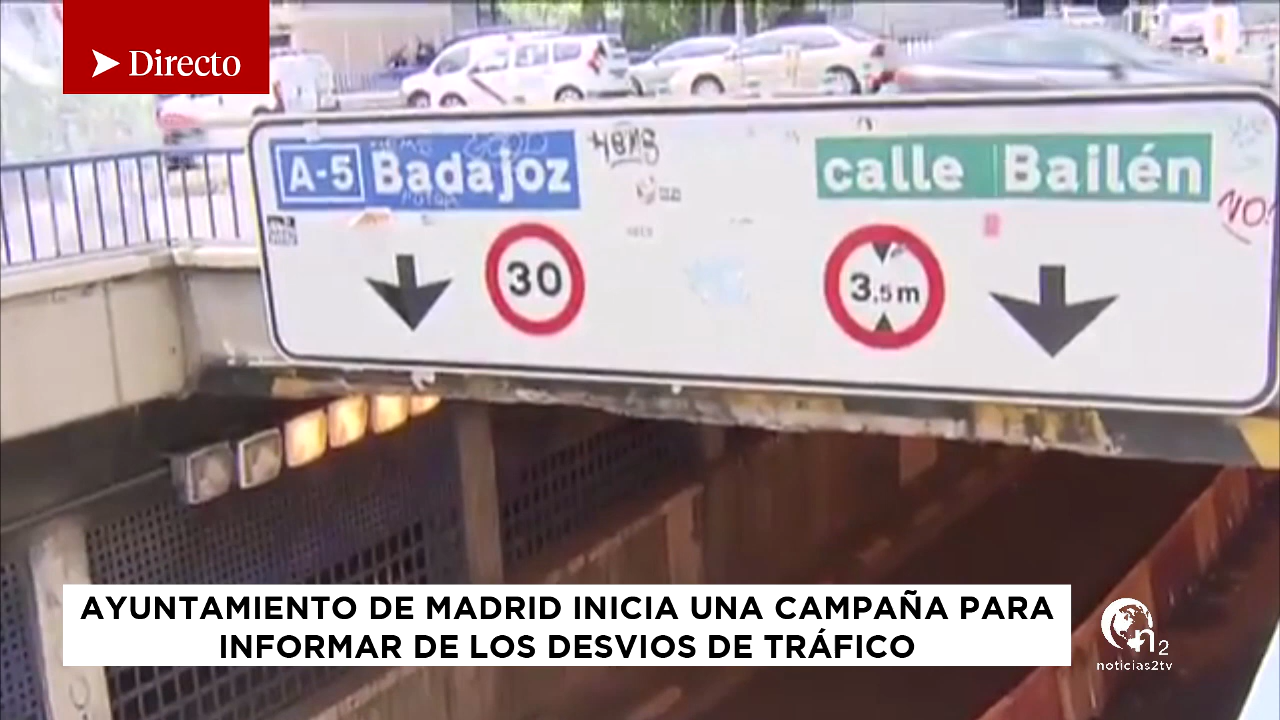 Directo
A-5 Badajoz
calle Bailén
NO!
30
3,5m
AYUNTAMIENTO DE MADRID INICIA UNA CAMPAÑA PARA
INFORMAR DE LOS DESVIOS DE TRÁFICO
n2
noticias2tv